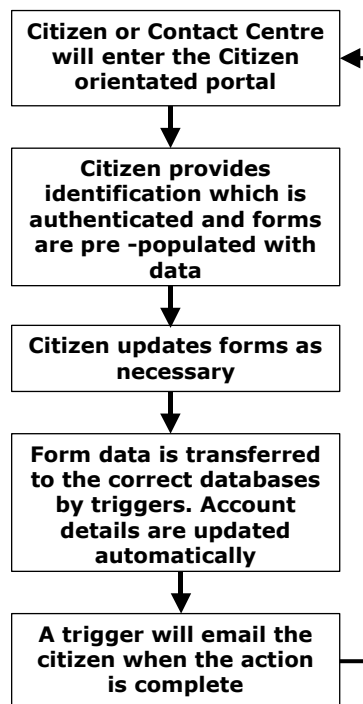 Citizen or Contact Centre
will enter the Citizen
orientated portal
Citizen provides
identification which is
authenticated and forms
are pre -populated with
data
Citizen updates forms as
necessary
Form data is transferred
to the correct databases
by triggers. Account
details are updated
automatically
A trigger will email the
citizen when the action
is complete